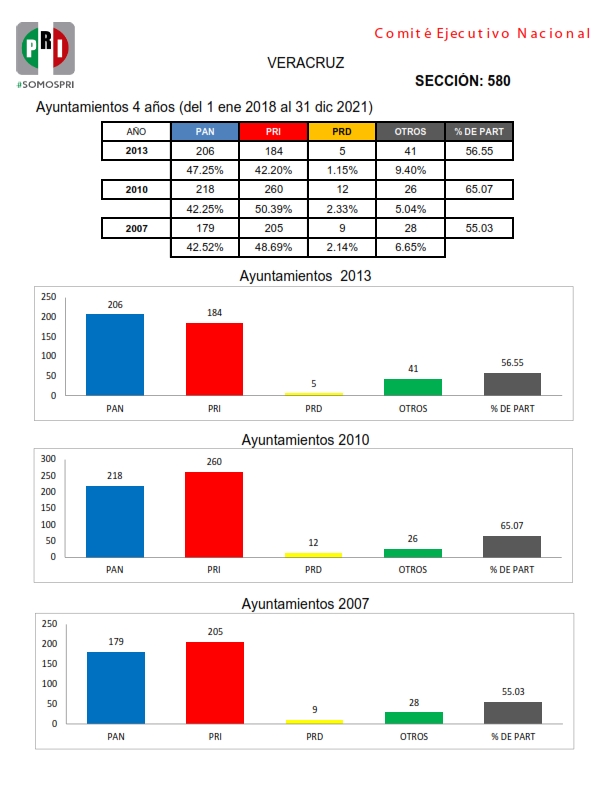 Comité Ejecutivo Nacional
PRI
#SOMOSPRI
VERACRUZ
SECCIÓN: 580
Ayuntamientos 4 años (del 1 ene 2018 al 31 dic 2021)
AÑO PAN PRI PRD OTROS % DE PART
2013 206 184 5 41 56.55
47.25% 42.20% 1.15% 9.40%
2010 218 260 12 26 65.07
42.25% 50.39% 2.33% 5.04%
2007 179 205 9 28 55.03
42.52% 48.69% 2.14% 6.65%
Ayuntamientos 2013
250
200
150
100
50
0
206
184
5
41
56.55
PAN PRI PRD OTROS % DE PART
Ayuntamientos 2010
300
250
200
150
100
50
0
218
260
12
26
65.07
PAN PRI PRD OTROS % DE PART
Ayuntamientos 2007
250
200
150
100
50
0
179
205
9
28
55.03
PAN PRI PRD OTROS % DE PART